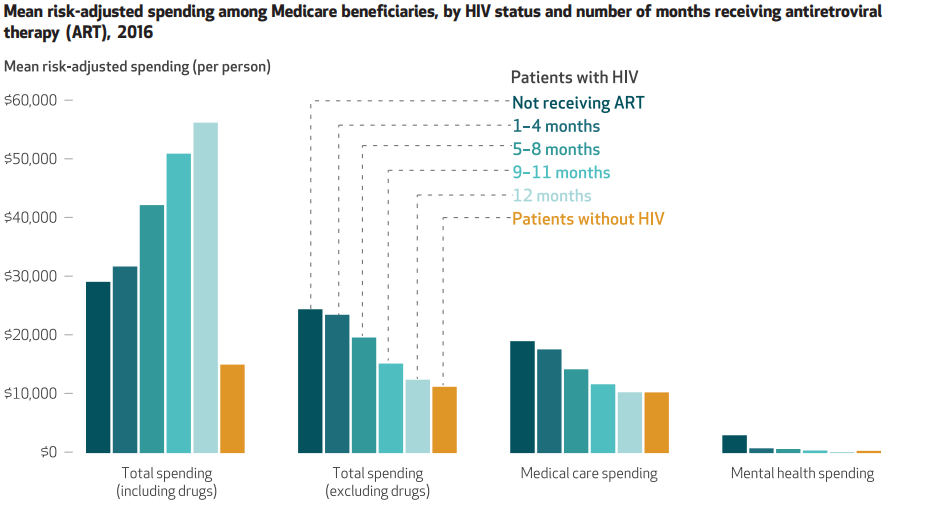 Mean risk-adjusted spending among Medicare beneficiaries, by HIV status and number of months receiving antiretroviral
therapy (ART), 2016
Mean risk-adjusted spending (per person)
Patients with HIV
Not receiving ART
1–4 months
5–8 months
9–11 months
12 months
Patients without HIV
$60,000
$50,000
$40,000
$30,000
$20,000
$10,000
$0
Total spending
(including drugs)
Total spending
(excluding drugs)
Medical care spending
Mental health spending